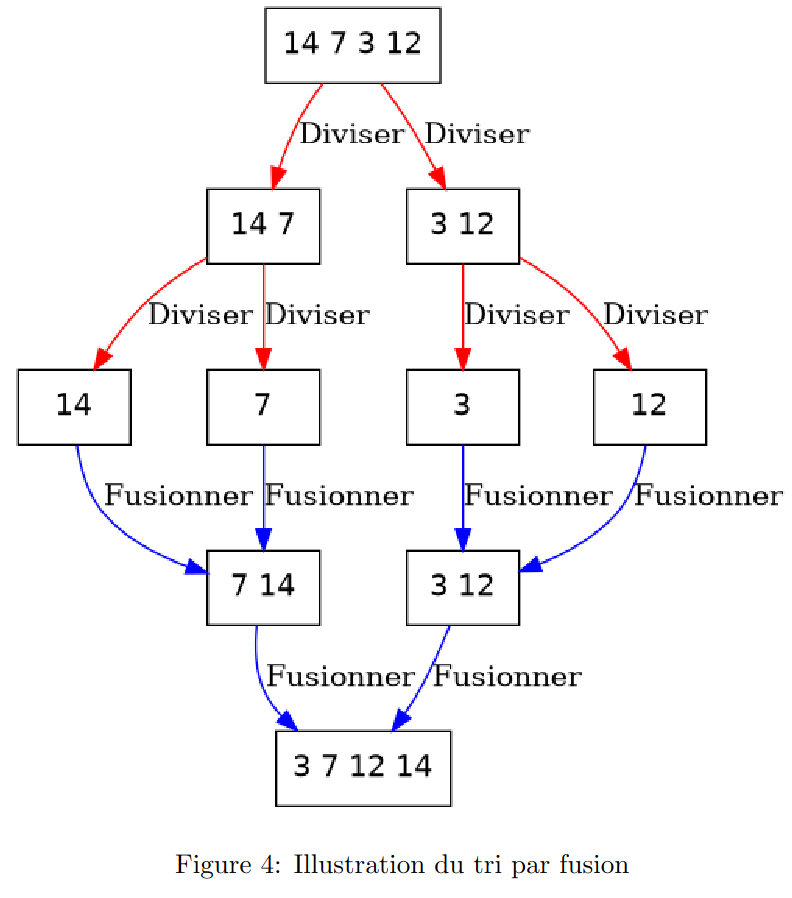 14 7 3 12
Diviser Diviser
14 7 3 12
Diviser Diviser Diviser Diviser
14 7 3 12
Fusionner Fusionner Fusionner Fusionner
7 14 3 12
Fusionner Fusionner
3 7 12 14
Figure 4: Illustration du tri par fusion